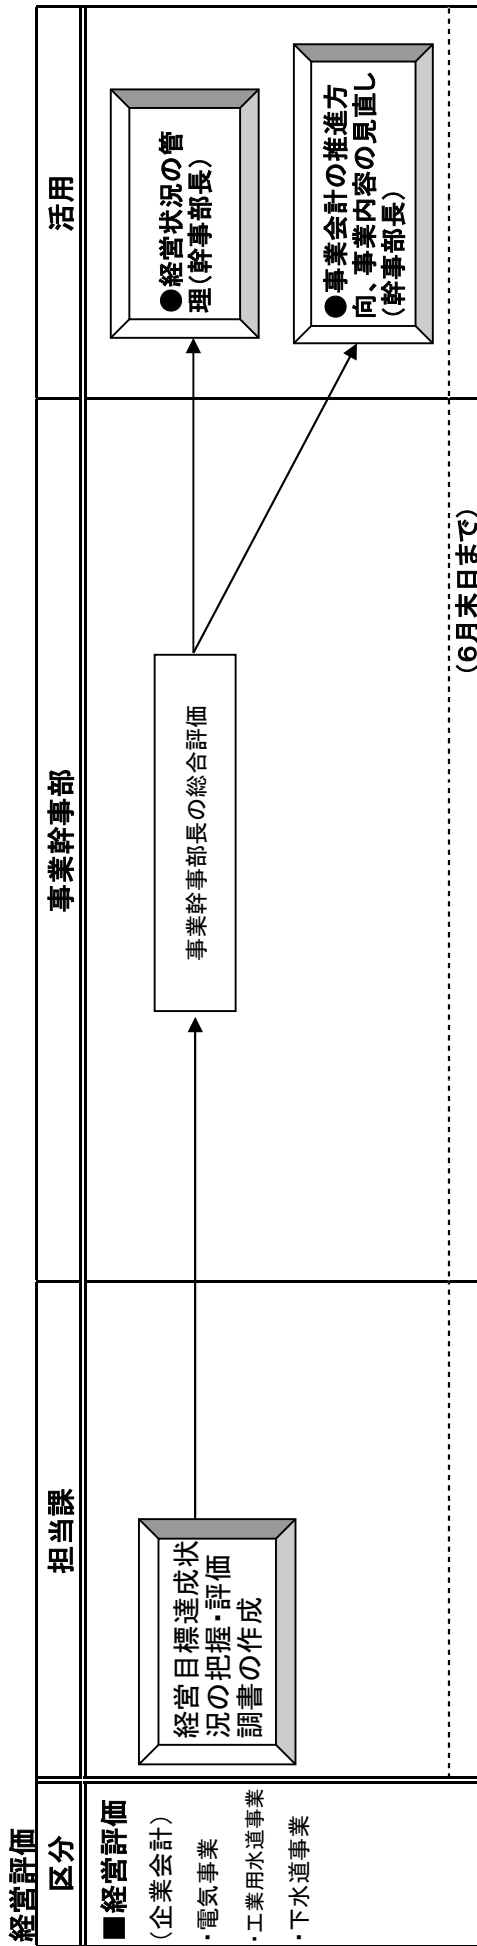 経営評価
区分
担当課
事業幹事部
活用
■経営評価
(企業会計)
・電気事業
・工業用水道事業
・下水道事業
経営目標達成状
況の把握・評価
調書の作成
事業幹事部長の総合評価
●経営状況の管
理(幹事部長)
●事業会計の推進方
向、事業内容の見直し
(幹事部長)
(6月末日まで)